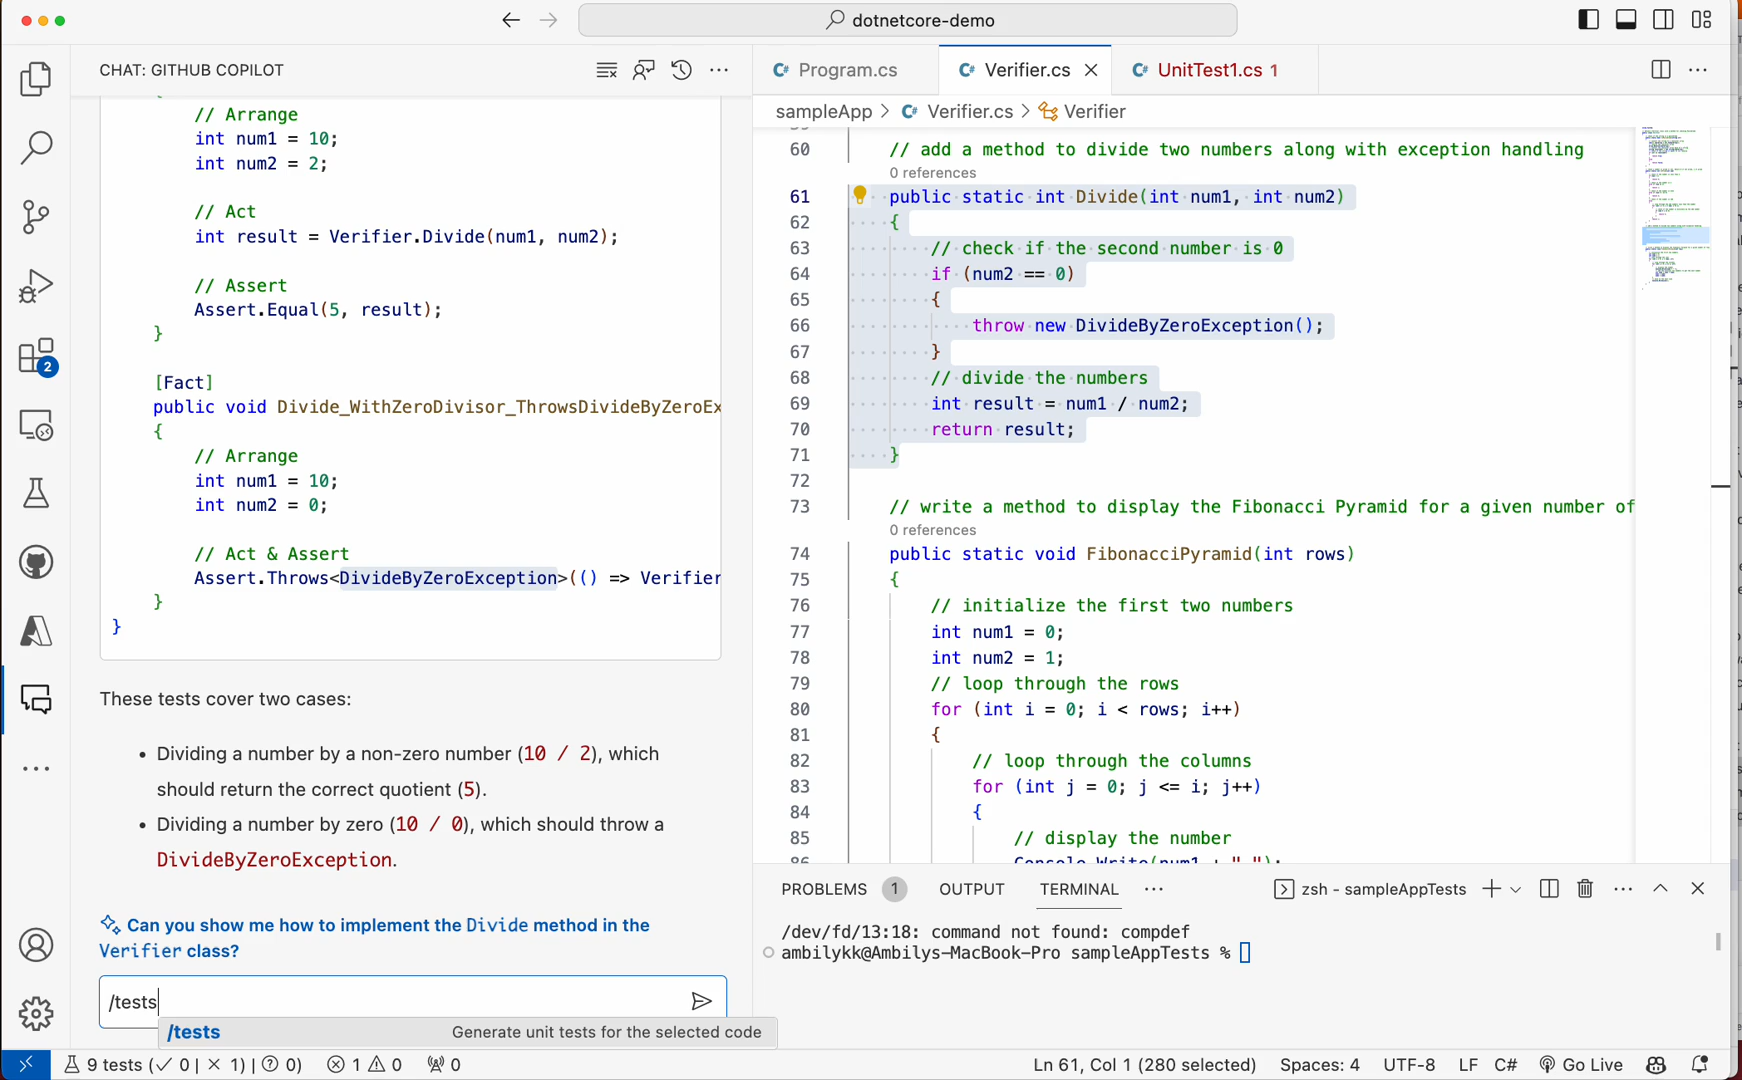 dotnetcore-demo
CHAT: GITHUB COPILOT
// Arrange
int num1 = 10;
int num2 = 2;
// Act
int result = Verifier.Divide(num1, num2);
// Assert
Assert.Equal(5, result);
}
[Fact]
public void Divide_WithZeroDivisor_ThrowsDivideByZeroEx
{
// Arrange
int num1 = 10;
int num2 = 0;
// Act & Assert
Assert.Throws<DivideByZeroException>(() => Verifier
}
}
These tests cover two cases:
• Dividing a number by a non-zero number (10 / 2), which
should return the correct quotient (5).
• Dividing a number by zero (10 / 0), which should throw a
DivideByZeroException.
Can you show me how to implement the Divide method in the
Verifier class?
/tests
/tests Generate unit tests for the selected code
2
Program.cs
Verifier.cs
UnitTest1.cs 1
sampleApp > Verifier.cs > Verifier
60 // add a method to divide two numbers along with exception handling
0 references
61 public static int Divide(int num1, int num2)
62 {
63 // check if the second number is 0
64 if (num2 == 0)
65 {
66 throw new DivideByZeroException();
67 }
68 // divide the numbers
69 int result = num1 / num2;
70 return result;
71 }
72
73 // write a method to display the Fibonacci Pyramid for a given number of
0 references
74 public static void FibonacciPyramid(int rows)
75 {
76 // initialize the first two numbers
77 int num1 = 0;
78 int num2 = 1;
79 // loop through the rows
80 for (int i = 0; i < rows; i++)
81 {
82 // loop through the columns
83 for (int j = 0; j <= i; j++)
84 {
85 // display the number
86 Console.Write(num1 + " ");
PROBLEMS 1 OUTPUT TERMINAL
zsh - sampleAppTests
/dev/fd/13:18: command not found: compdef
ambilykk@Ambilys-MacBook-Pro sampleAppTests %
9 tests (✓ 0 | × 1) | ? 0) 1 0 0
Ln 61, Col 1 (280 selected) Spaces: 4 UTF-8 LF C# Go Live